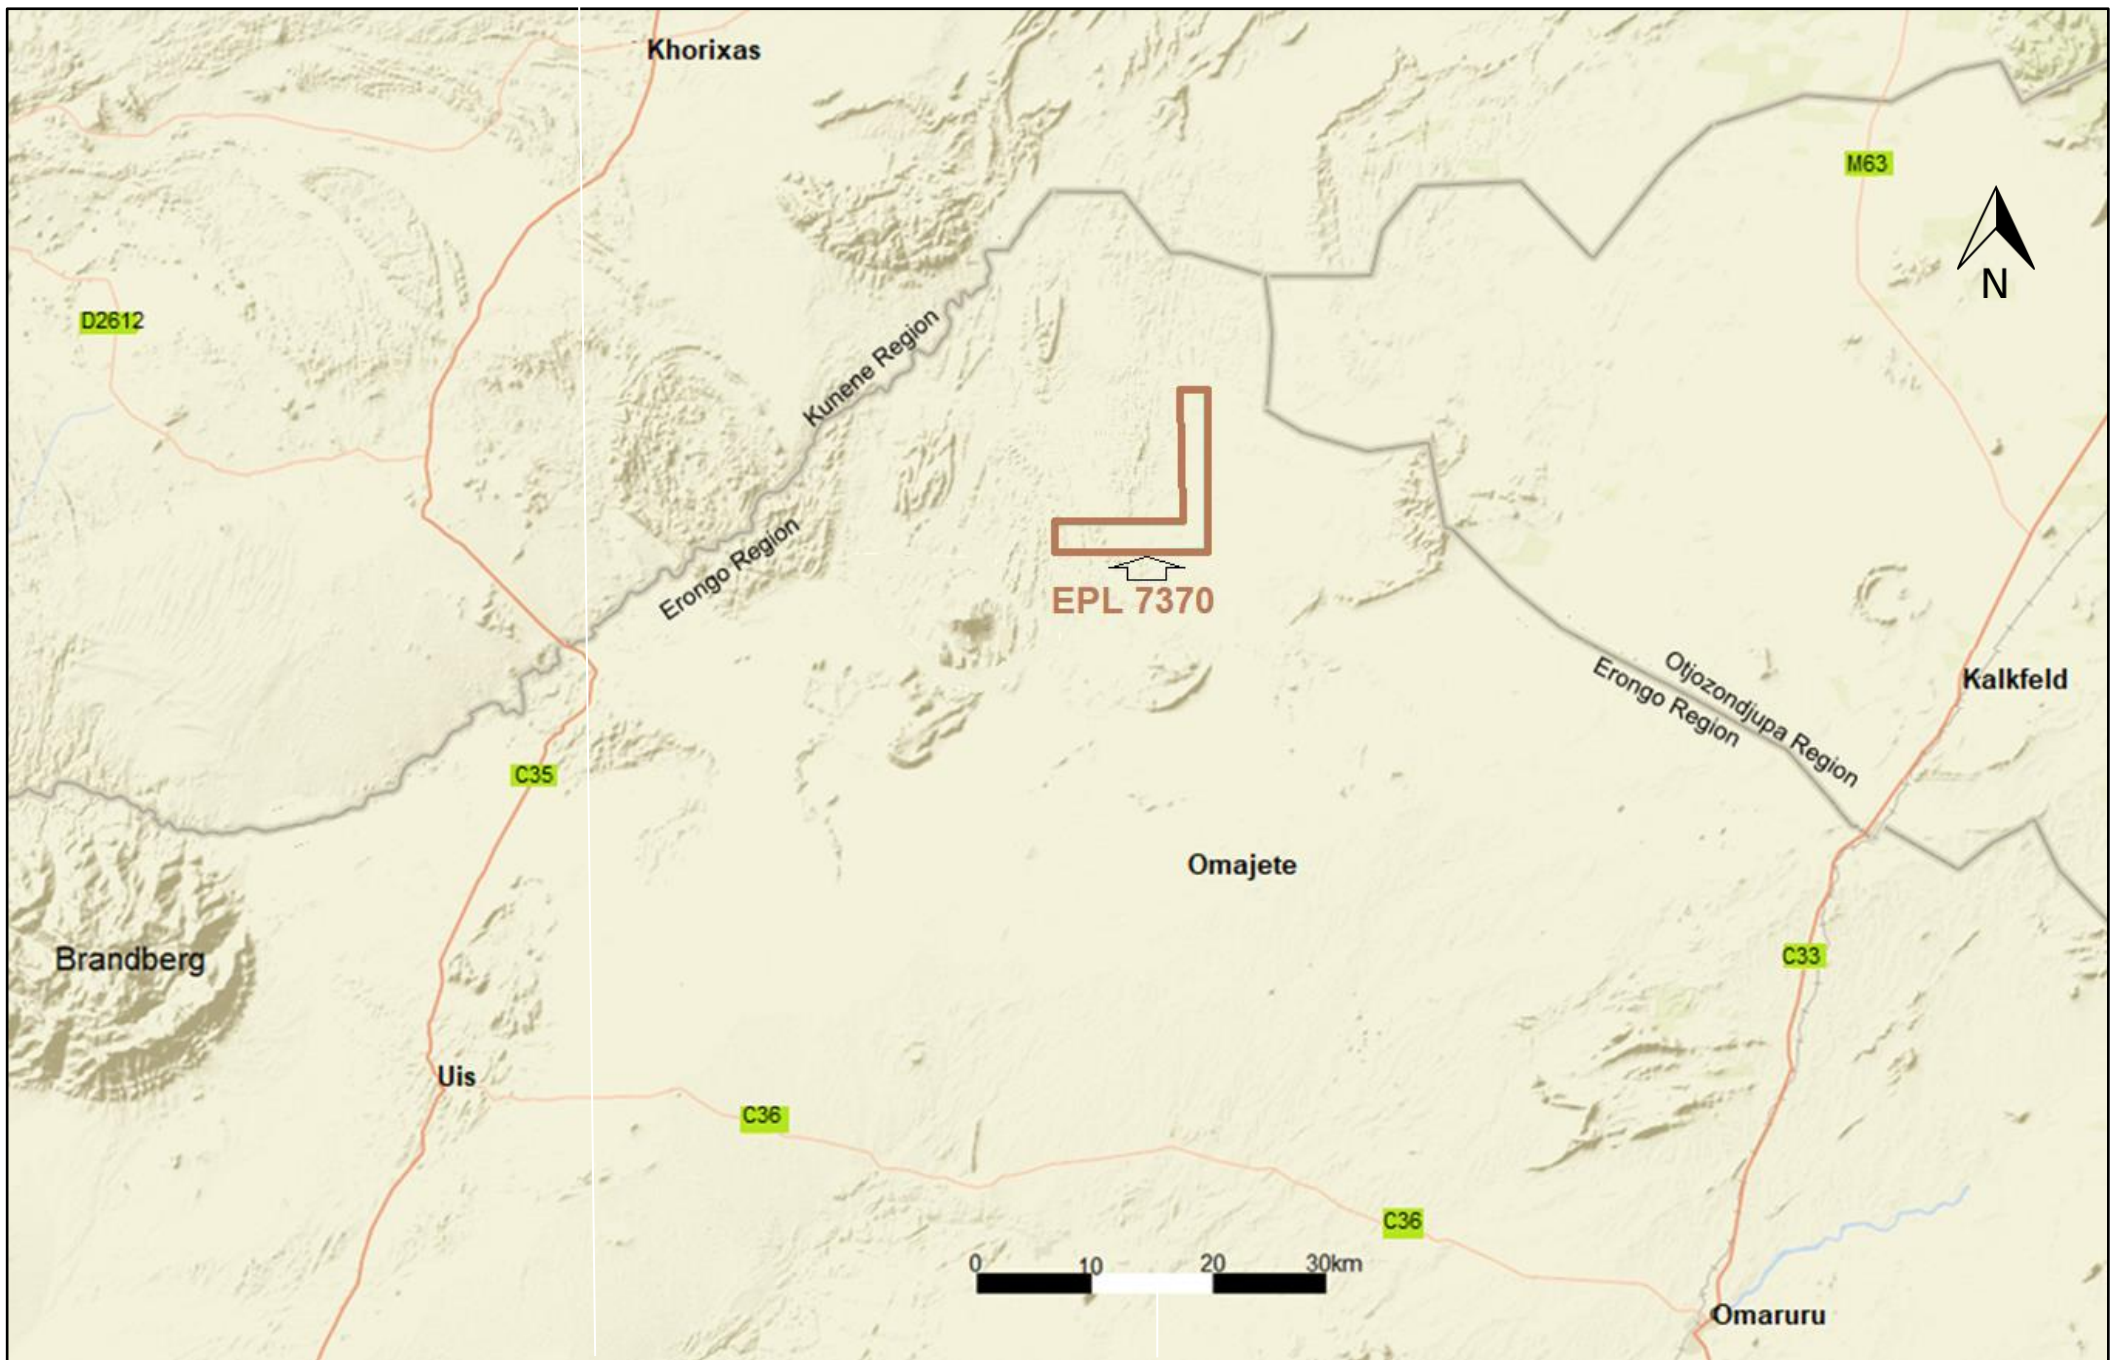 Khorixas
M63
N
D2612
Kunene Region
Erongo Region
EPL 7370
Otjozondjupa Region
Erongo Region
Kalkfeld
C35
Omajete
Brandberg
C33
Uis
C36
C36
0 10 20 30km
Omaruru